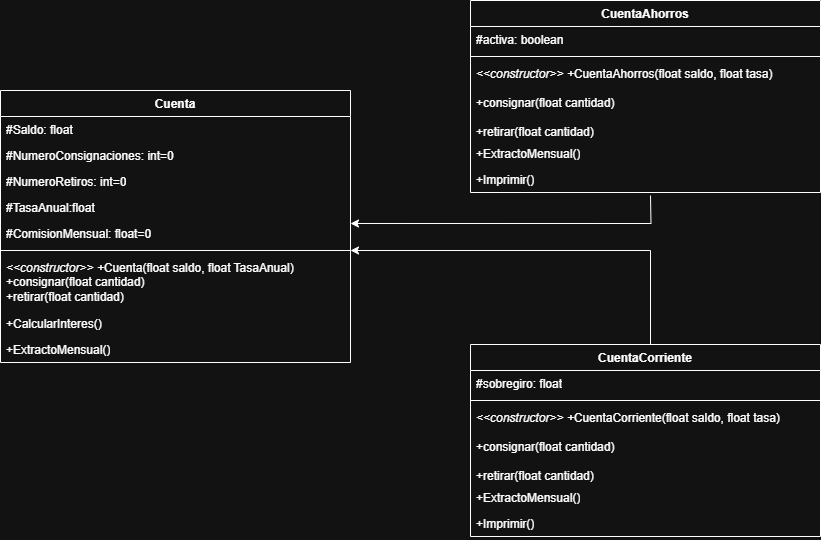 CuentaAhorros
#activa: boolean
<<constructor>> +CuentaAhorros(float saldo, float tasa)
+consignar(float cantidad)
+retirar(float cantidad)
+ExtractoMensual()
+Imprimir()
Cuenta
#Saldo: float
#NumeroConsignaciones: int=0
#NumeroRetiros: int=0
#TasaAnual:float
#ComisionMensual: float=0
<<constructor>> +Cuenta(float saldo, float TasaAnual)
+consignar(float cantidad)
+retirar(float cantidad)
+CalcularInteres()
+ExtractoMensual()
CuentaCorriente
#sobregiro: float
<<constructor>> +CuentaCorriente(float saldo, float tasa)
+consignar(float cantidad)
+retirar(float cantidad)
+ExtractoMensual()
+Imprimir()